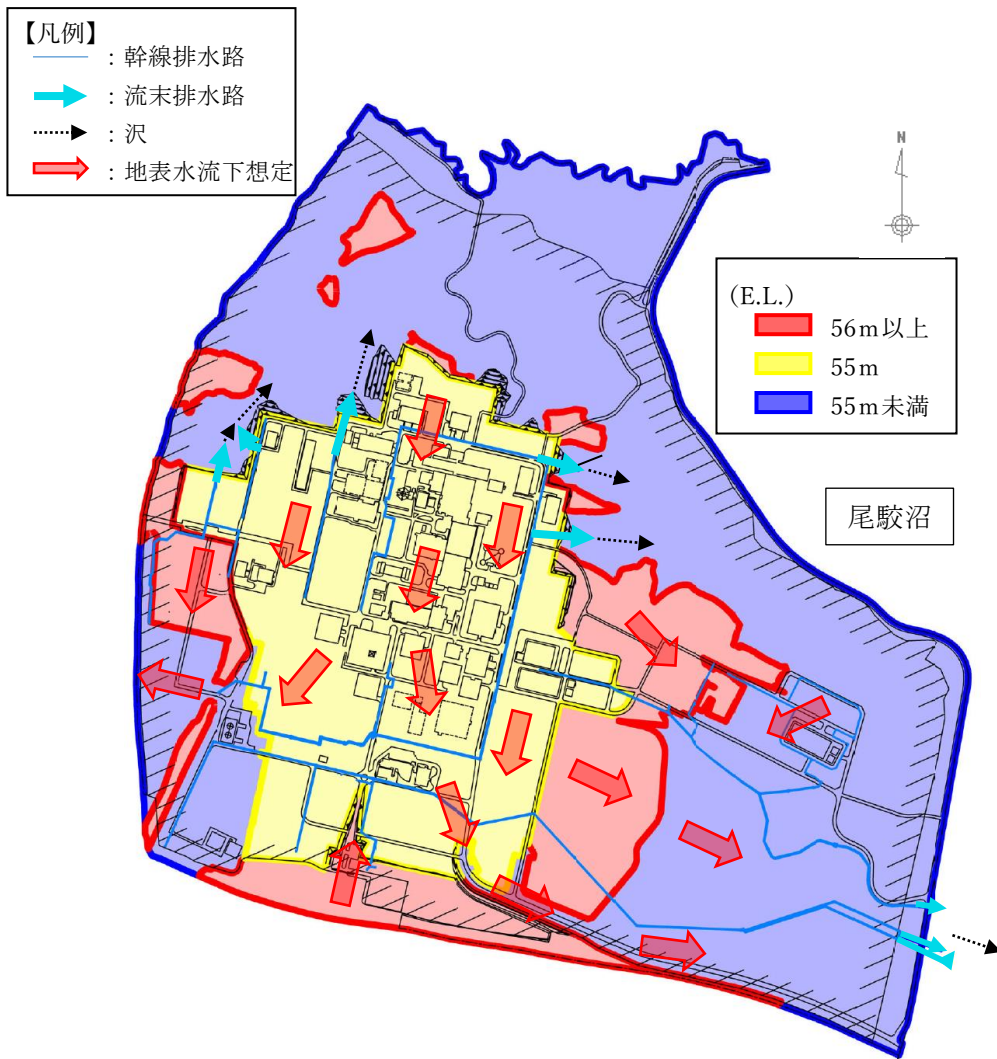 【凡例】
：幹線排水路
：流末排水路
：沢
：地表水流下想定
N
(E.L.)
56m以上
55m
55m未満
尾駮沼